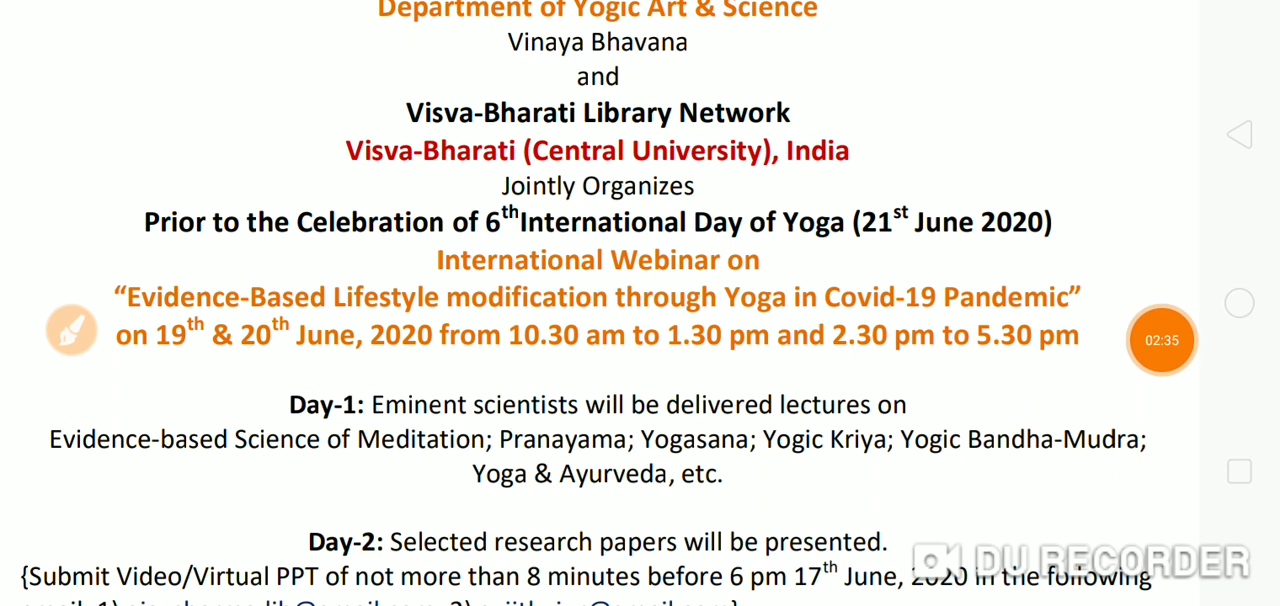 Department of Yogic Art & Science
Vinaya Bhavana
and
Visva-Bharati Library Network
Visva-Bharati (Central University), India
Jointly Organizes
Prior to the Celebration of 6thInternational Day of Yoga (21st June 2020)
International Webinar on
“Evidence-Based Lifestyle modification through Yoga in Covid-19 Pandemic”
on 19th & 20th June, 2020 from 10.30 am to 1.30 pm and 2.30 pm to 5.30 pm
02:35
Day-1: Eminent scientists will be delivered lectures on
Evidence-based Science of Meditation; Pranayama; Yogasana; Yogic Kriya; Yogic Bandha-Mudra;
Yoga & Ayurveda, etc.
Day-2: Selected research papers will be presented.
DU RECORDER
{Submit Video/Virtual PPT of not more than 8 minutes before 6 pm 17th June, 2020 in the following